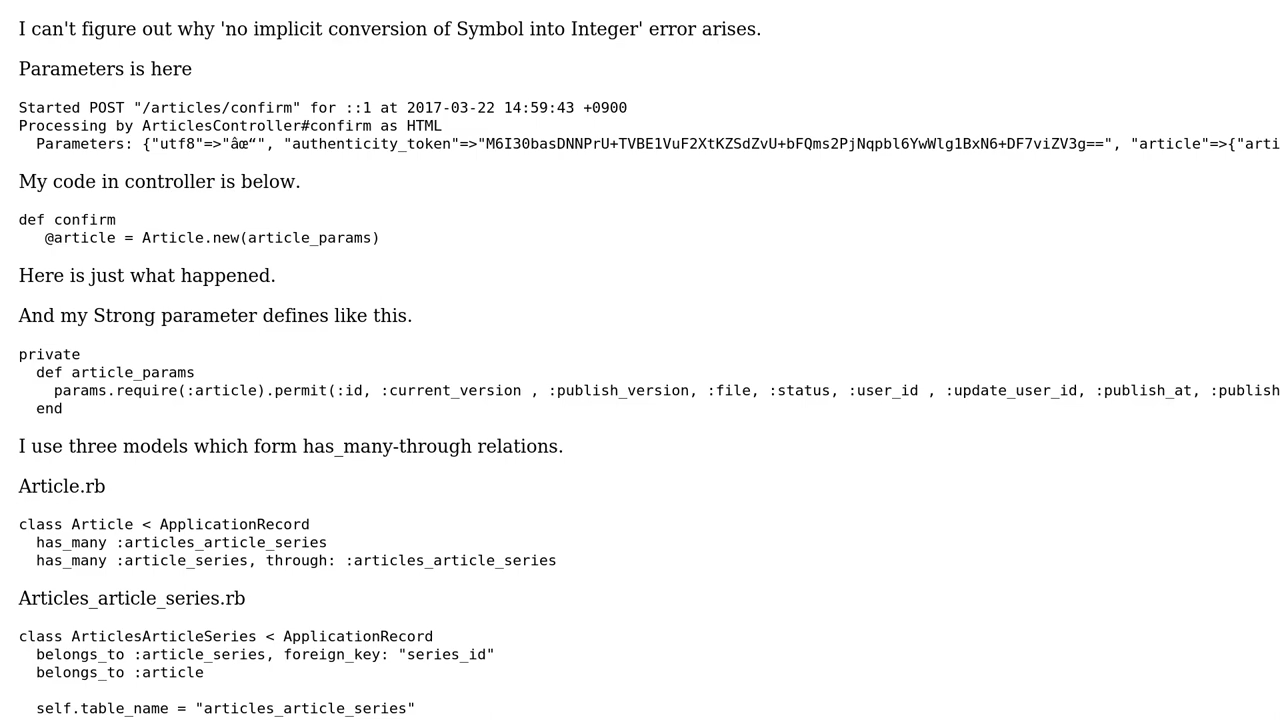 I can't figure out why 'no implicit conversion of Symbol into Integer' error arises.
Parameters is here
Started POST "/articles/confirm" for ::1 at 2017-03-22 14:59:43 +0900
Processing by ArticlesController#confirm as HTML
  Parameters: {"utf8"=>"âœ“", "authenticity_token"=>"M6I30basDNNPrU+TVBE1VuF2XtKZSdZvU+bFQms2PjNqpbl6YwWlg1BxN6+DF7viZV3g==", "article"=>{"arti
My code in controller is below.
def confirm
   @article = Article.new(article_params)
Here is just what happened.
And my Strong parameter defines like this.
private
  def article_params
    params.require(:article).permit(:id, :current_version , :publish_version, :file, :status, :user_id , :update_user_id, :publish_at, :publish
  end
I use three models which form has_many-through relations.
Article.rb
class Article < ApplicationRecord
  has_many :articles_article_series
  has_many :article_series, through: :articles_article_series
Articles_article_series.rb
class ArticlesArticleSeries < ApplicationRecord
  belongs_to :article_series, foreign_key: "series_id"
  belongs_to :article
  self.table_name = "articles_article_series"